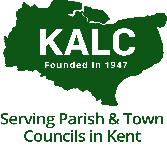 KALC
Founded in 1947
Serving Parish & Town
Councils in Kent